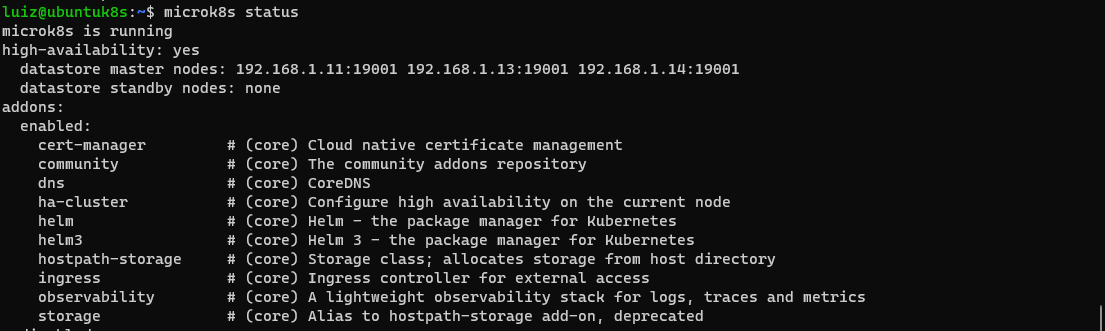 luiz@ubuntuk8s:~$ microk8s status
microk8s is running
high-availability: yes
  datastore master nodes: 192.168.1.11:19001 192.168.1.13:19001 192.168.1.14:19001
  datastore standby nodes: none
addons:
  enabled:
    cert-manager         # (core) Cloud native certificate management
    community            # (core) The community addons repository
    dns                  # (core) CoreDNS
    ha-cluster           # (core) Configure high availability on the current node
    helm                 # (core) Helm - the package manager for Kubernetes
    helm3                # (core) Helm 3 - the package manager for Kubernetes
    hostpath-storage     # (core) Storage class; allocates storage from host directory
    ingress              # (core) Ingress controller for external access
    observability        # (core) A lightweight observability stack for logs, traces and metrics
    storage              # (core) Alias to hostpath-storage add-on, deprecated